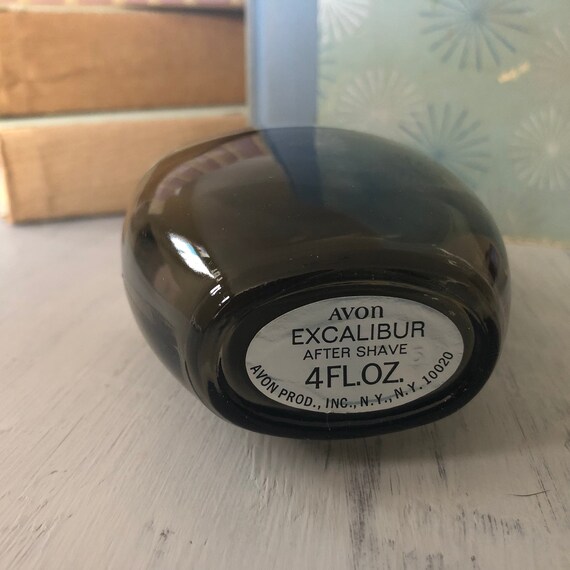 AVON
EXCALIBUR
AFTER SHAVE
4FL.OZ.
AVON PROD., INC., N.Y., N.Y. 10020